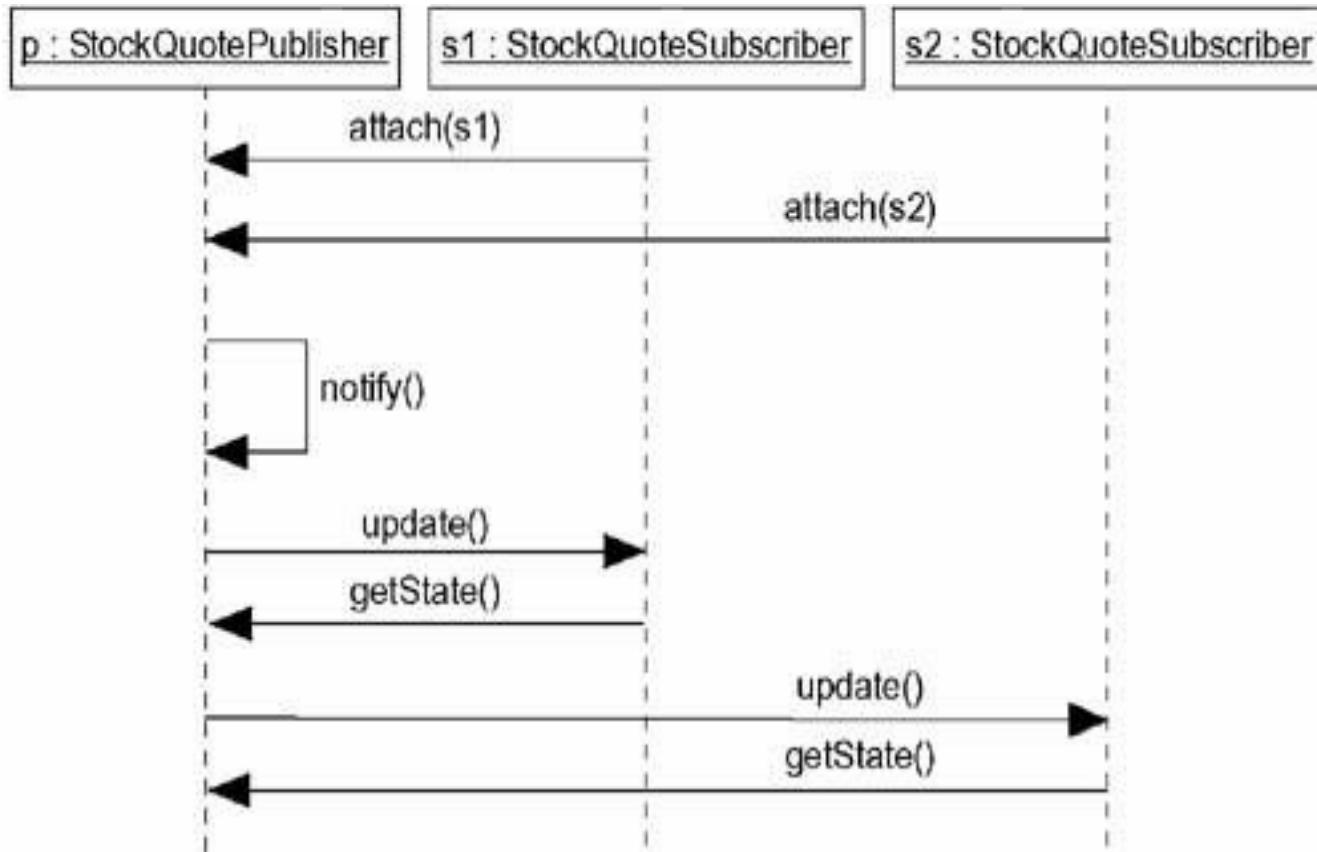 p : StockQuotePublisher
s1 : StockQuoteSubscriber
s2 : StockQuoteSubscriber
attach(s1)
attach(s2)
notify()
update()
getState()
update()
getState()